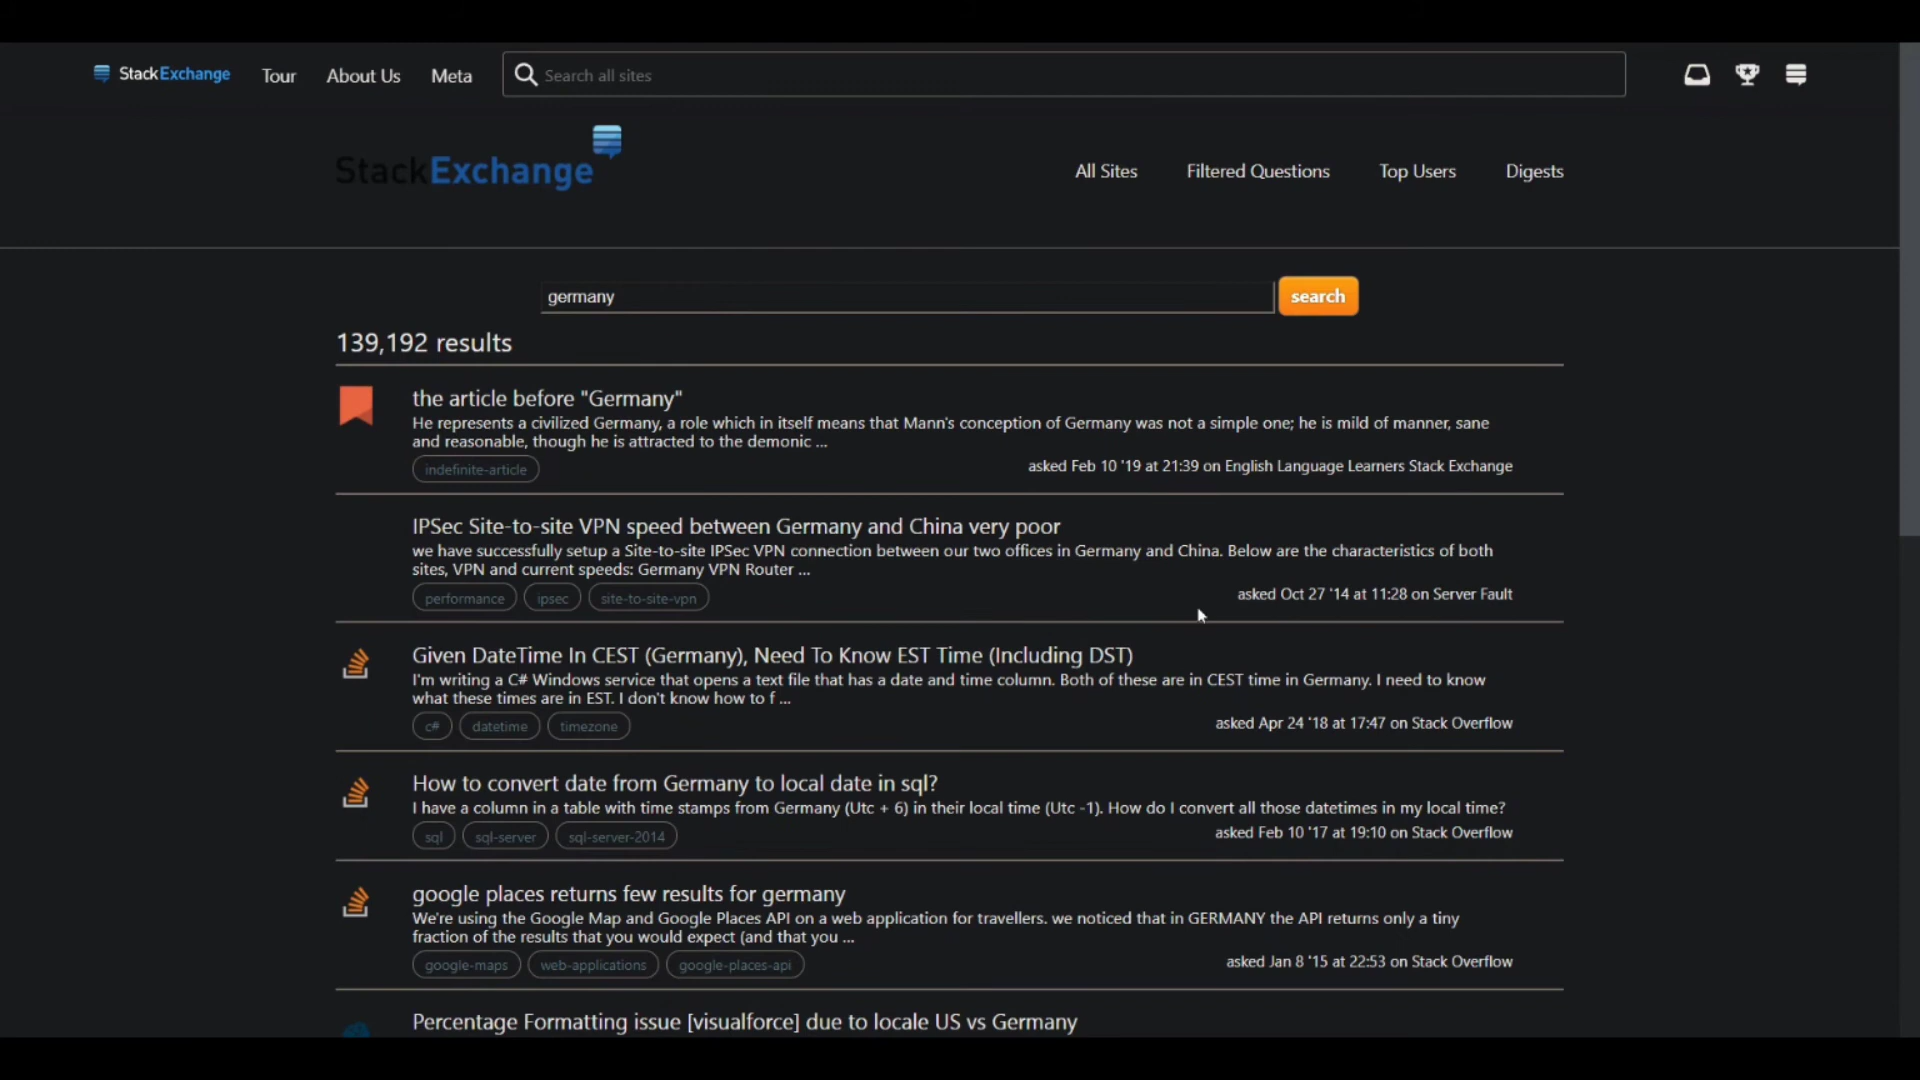 StackExchange Tour About Us Meta Search all sites
StackExchange All Sites Filtered Questions Top Users Digests
germany search
139,192 results
the article before "Germany"
He represents a civilized Germany, a role which in itself means that Mann's conception of Germany was not a simple one; he is mild of manner, sane
and reasonable, though he is attracted to the demonic ...
indefinite-article
asked Feb 10 '19 at 21:39 on English Language Learners Stack Exchange
IPSec Site-to-site VPN speed between Germany and China very poor
we have successfully setup a Site-to-site IPSec VPN connection between our two offices in Germany and China. Below are the characteristics of both
sites, VPN and current speeds: Germany VPN Router ...
performance ipsec site-to-site-vpn
asked Oct 27 '14 at 11:28 on Server Fault
Given DateTime In CEST (Germany), Need To Know EST Time (Including DST)
I'm writing a C# Windows service that opens a text file that has a date and time column. Both of these are in CEST time in Germany. I need to know
what these times are in EST. I don't know how to f ...
c# datetime timezone
asked Apr 24 '18 at 17:47 on Stack Overflow
How to convert date from Germany to local date in sql?
I have a column in a table with time stamps from Germany (Utc + 6) in their local time (Utc -1). How do I convert all those datetimes in my local time?
sql sql-server sql-server-2014
asked Feb 10 '17 at 19:10 on Stack Overflow
google places returns few results for germany
We're using the Google Map and Google Places API on a web application for travellers. we noticed that in GERMANY the API returns only a tiny
fraction of the results that you would expect (and that you ...
google-maps web-applications google-places-api
asked Jan 8 '15 at 22:53 on Stack Overflow
Percentage Formatting issue [visualforce] due to locale US vs Germany